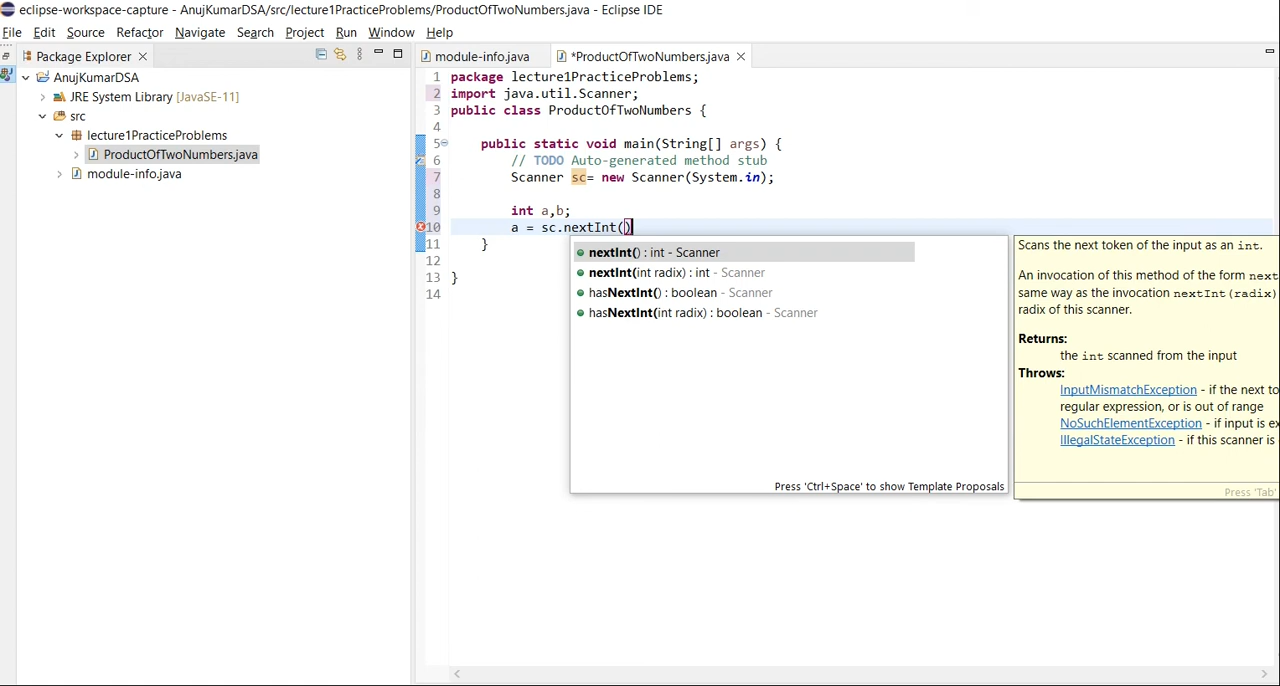 eclipse-workspace-capture - AnujKumarDSA/src/lecture1PracticeProblems/ProductOfTwoNumbers.java - Eclipse IDE
File Edit Source Refactor Navigate Search Project Run Window Help
Package Explorer
AnujKumarDSA
JRE System Library [JavaSE-11]
src
lecture1PracticeProblems
ProductOfTwoNumbers.java
module-info.java
module-info.java *ProductOfTwoNumbers.java
1 package lecture1PracticeProblems;
2 import java.util.Scanner;
3 public class ProductOfTwoNumbers {
4
5 public static void main(String[] args) {
6 // TODO Auto-generated method stub
7 Scanner sc= new Scanner(System.in);
8
9 int a,b;
10 a = sc.nextInt()
11 }
12
13 }
14
nextInt() : int - Scanner
nextInt(int radix) : int - Scanner
hasNextInt() : boolean - Scanner
hasNextInt(int radix) : boolean - Scanner
Press 'Ctrl+Space' to show Template Proposals
Scans the next token of the input as an int.
An invocation of this method of the form next
same way as the invocation nextInt(radix)
radix of this scanner.
Returns:
the int scanned from the input
Throws:
InputMismatchException - if the next to
regular expression, or is out of range
NoSuchElementException - if input is ex
IllegalStateException - if this scanner is
Press 'Tab'